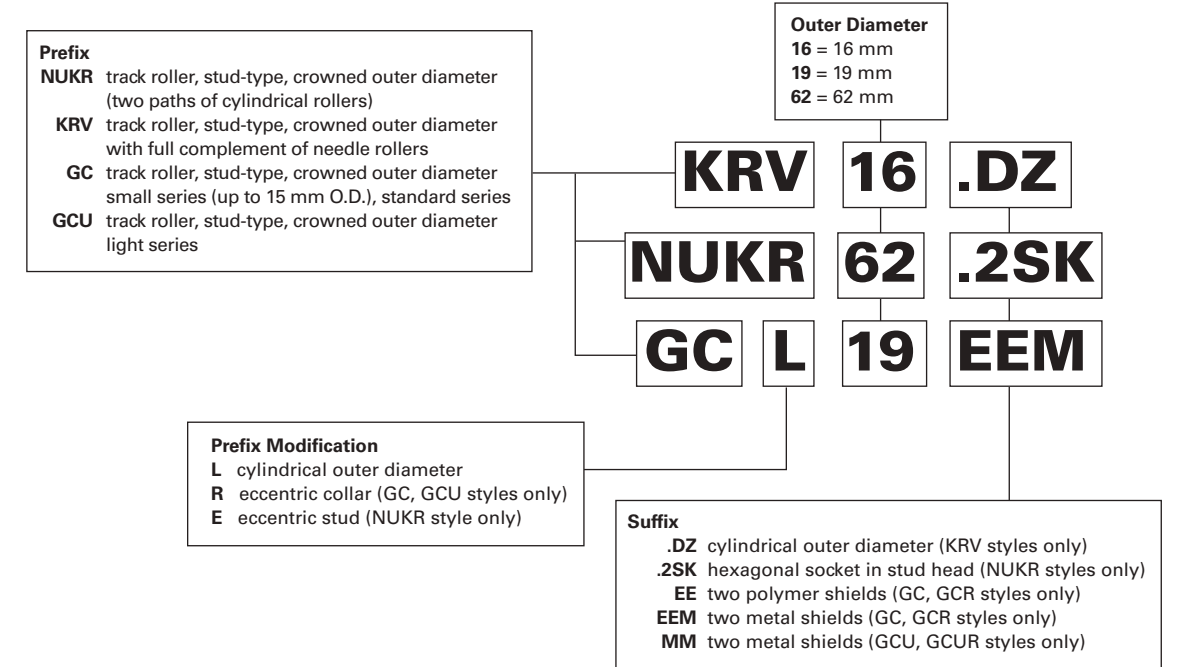 Outer Diameter
16 = 16 mm
19 = 19 mm
62 = 62 mm
Prefix
NUKR track roller, stud-type, crowned outer diameter
(two paths of cylindrical rollers)
KRV track roller, stud-type, crowned outer diameter
with full complement of needle rollers
GC track roller, stud-type, crowned outer diameter
small series (up to 15 mm O.D.), standard series
GCU track roller, stud-type, crowned outer diameter
light series
KRV 16 .DZ
NUKR 62 .2SK
GC L 19 EEM
Prefix Modification
L cylindrical outer diameter
R eccentric collar (GC, GCU styles only)
E eccentric stud (NUKR style only)
Suffix
.DZ cylindrical outer diameter (KRV styles only)
.2SK hexagonal socket in stud head (NUKR styles only)
EE two polymer shields (GC, GCR styles only)
EEM two metal shields (GC, GCR styles only)
MM two metal shields (GCU, GCUR styles only)